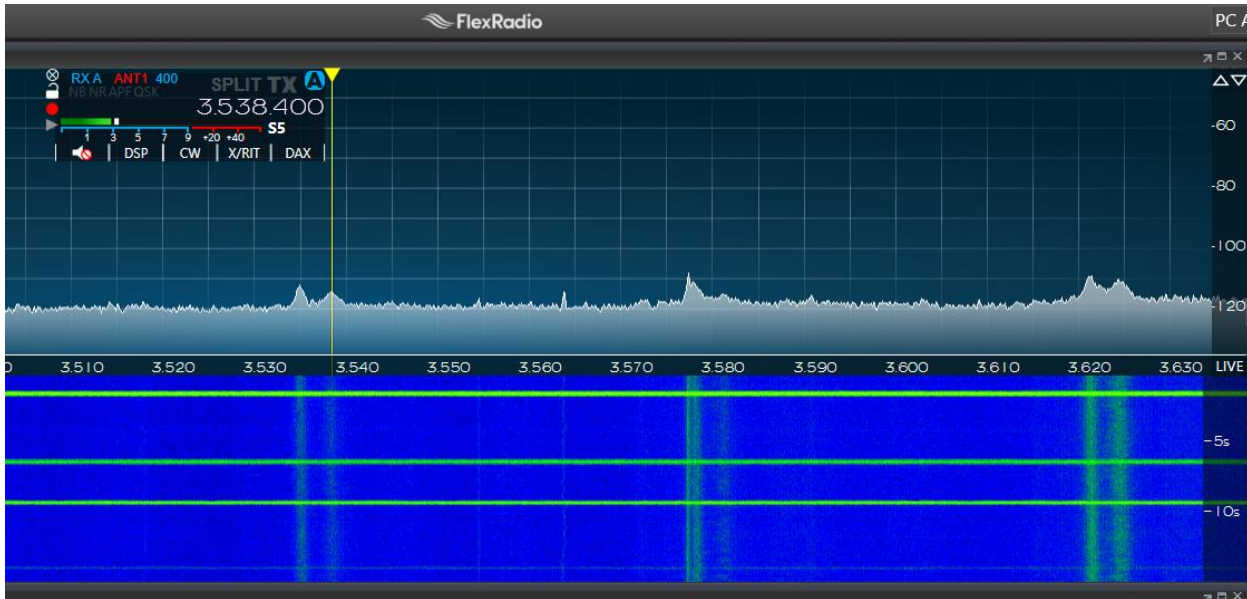 FlexRadio
PC A
RX A ANT1 400 SPLIT TX A
NB NR APF QSK
3.538.400
S5
1 3 5 7 9 +20 +40
DSP CW X/RIT DAX
-60
-80
-100
-120
3.510 3.520 3.530 3.540 3.550 3.560 3.570 3.580 3.590 3.600 3.610 3.620 3.630 LIVE
-5s
-10s